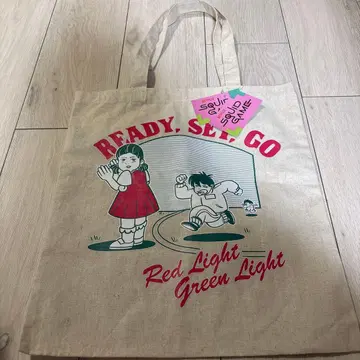 READY, SET, GO
SQUID
GAME
Red Light
Green Light